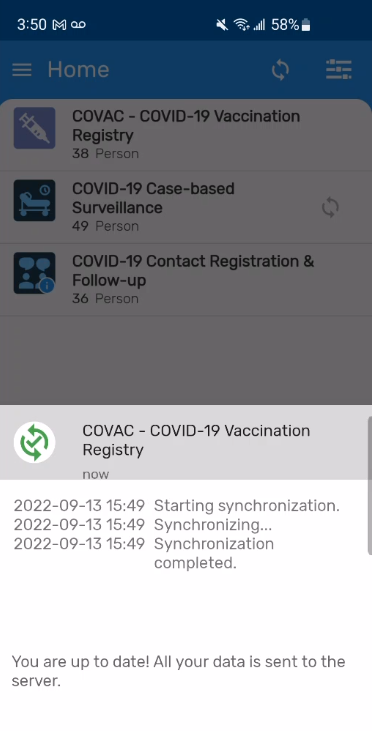 3:50
58%
Home
COVAC - COVID-19 Vaccination
Registry
38 Person
COVID-19 Case-based
Surveillance
49 Person
COVID-19 Contact Registration &
Follow-up
36 Person
COVAC - COVID-19 Vaccination
Registry
now
2022-09-13 15:49 Starting synchronization.
2022-09-13 15:49 Synchronizing...
2022-09-13 15:49 Synchronization
completed.
You are up to date! All your data is sent to the
server.